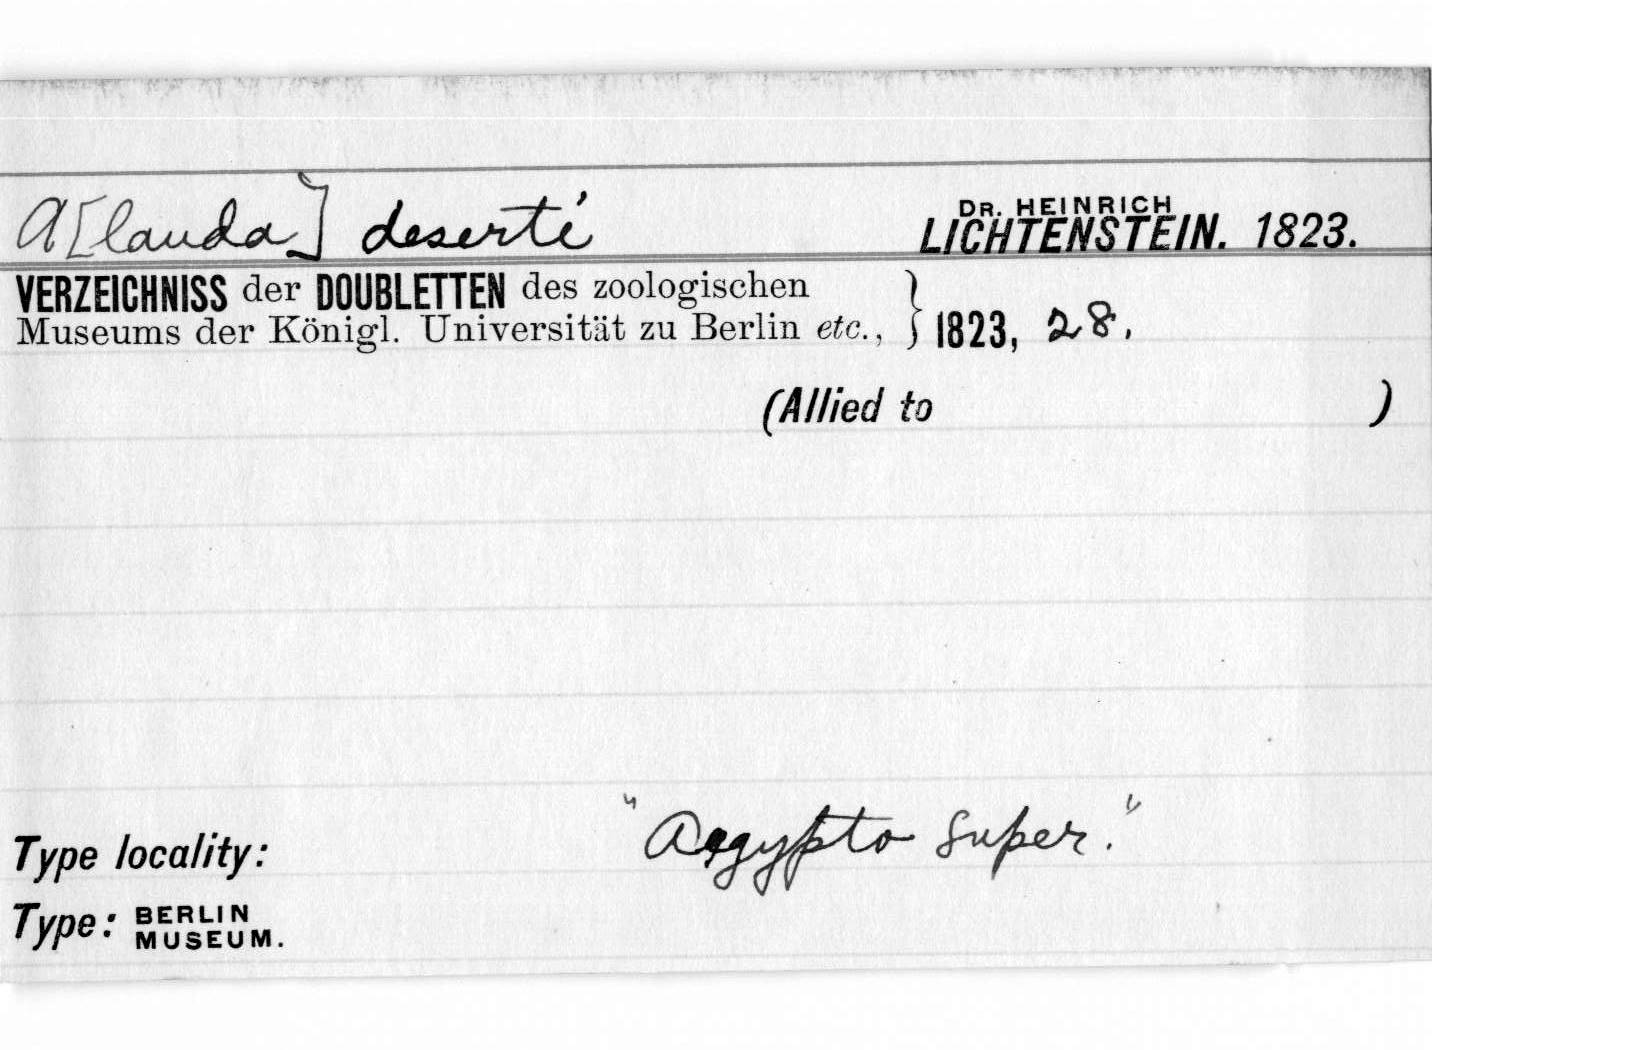 A[lauda] deserti
DR. HEINRICH
LICHTENSTEIN. 1823.
VERZEICHNISS der DOUBLETTEN des zoologischen
Museums der Königl. Universität zu Berlin etc., } 1823, 28.
(Allied to )
Type locality: "Aegypto super."
Type: BERLIN
MUSEUM.